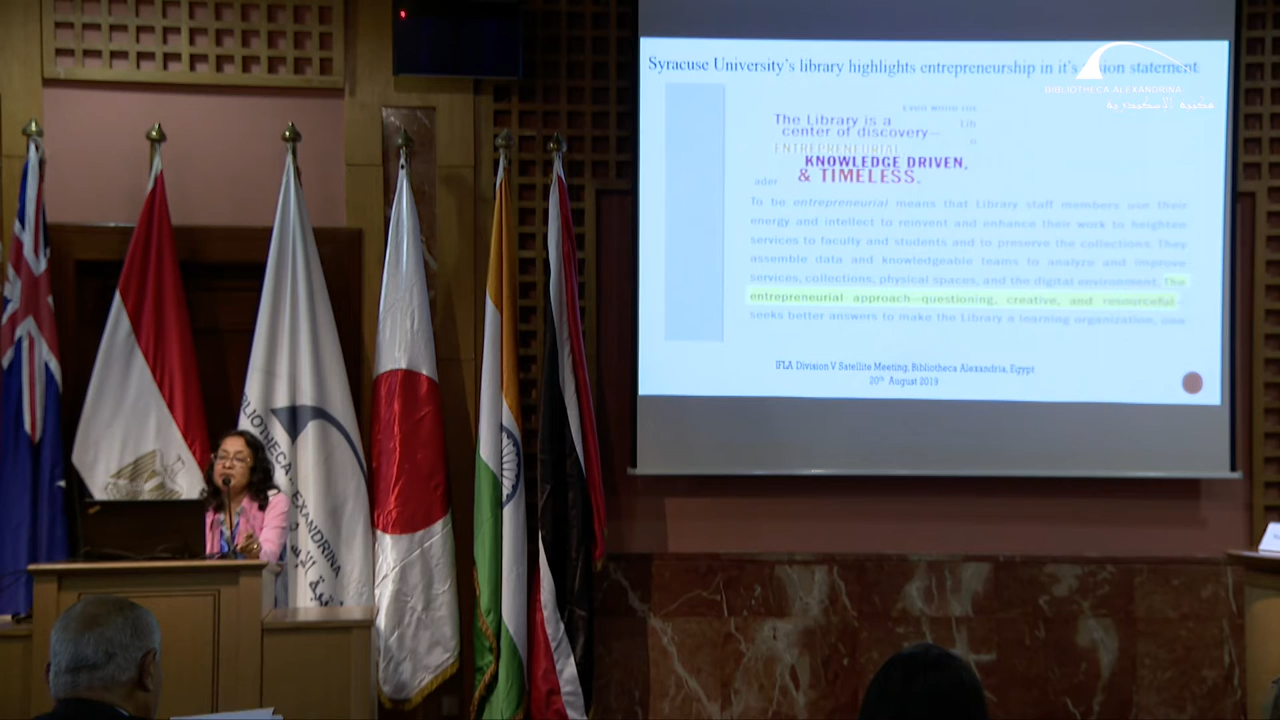 Syracuse University's library highlights entrepreneurship in it's statement
BIBLIOTHECA ALEXANDRINA
مكتبة الإسكندرية
The Library is a
center of discovery—
ENTREPRENEURIAL
KNOWLEDGE DRIVEN,
& TIMELESS.
ader
To be entrepreneurial means that Library staff members use their
energy and intellect to reinvent and enhance their work to heighten
services to faculty and students and to preserve the collections. They
assemble data and knowledgeable teams to analyze and improve
services, collections, physical spaces, and the digital environment. The
entrepreneurial approach—questioning, creative, and resourceful—
seeks better answers to make the Library a learning organization, one
IFLA Division V Satellite Meeting, Bibliotheca Alexandria, Egypt
20th August 2019
BLIOTHECA ALEXANDRINA